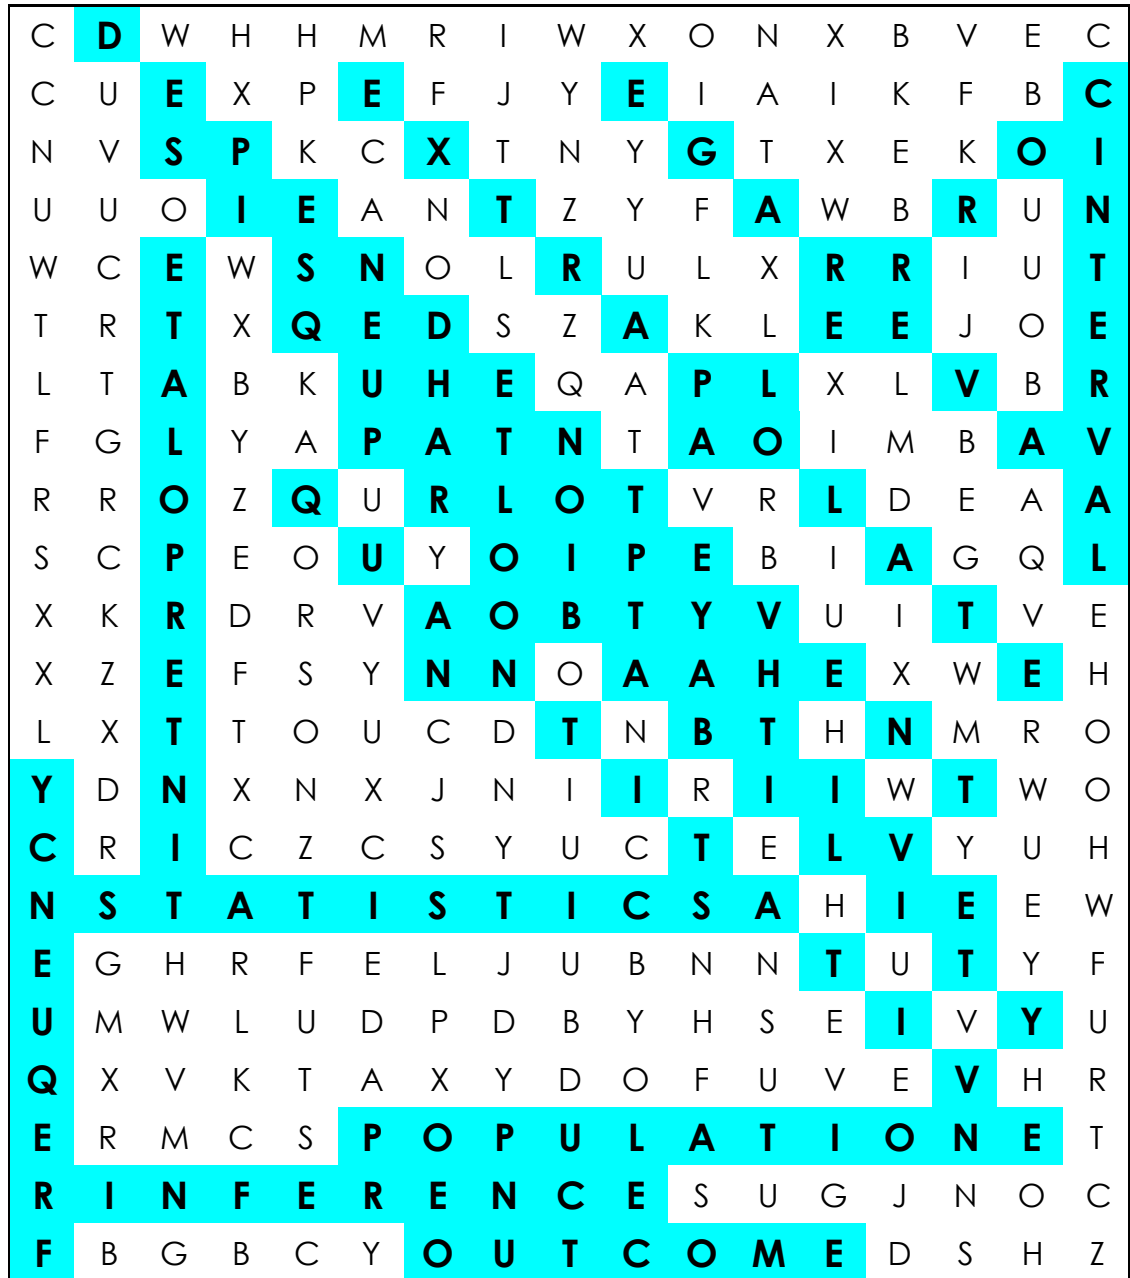 C D W H H M R I W X O N X B V E C
C U E X P E F J Y E I A I K F B C
N V S P K C X T N Y G T X E K O I
U U O I E A N T Z Y F A W B R U N
W C E W S N O L R U L X R R I U T
T R T X Q E D S Z A K L E E J O E
L T A B K U H E Q A P L X L V B R
F G L Y A P A T N T A O I M B A V
R R O Z Q U R L O T V R L D E A A
S C P E O U Y O I P E B I A G Q L
X K R D R V A O B T Y V U I T V E
X Z E F S Y N N O A A H E X W E H
L X T T O U C D T N B T H N M R O
Y D N X N X J N I I R I I W T W O
C R I C Z C S Y U C T E L V Y U H
N S T A T I S T I C S A H I E E W
E G H R F E L J U B N N T U T Y F
U M W L U D P D B Y H S E I V Y U
Q X V K T A X Y D O F U V E V H R
E R M C S P O P U L A T I O N E T
R I N F E R E N C E S U G J N O C
F B G B C Y O U T C O M E D S H Z